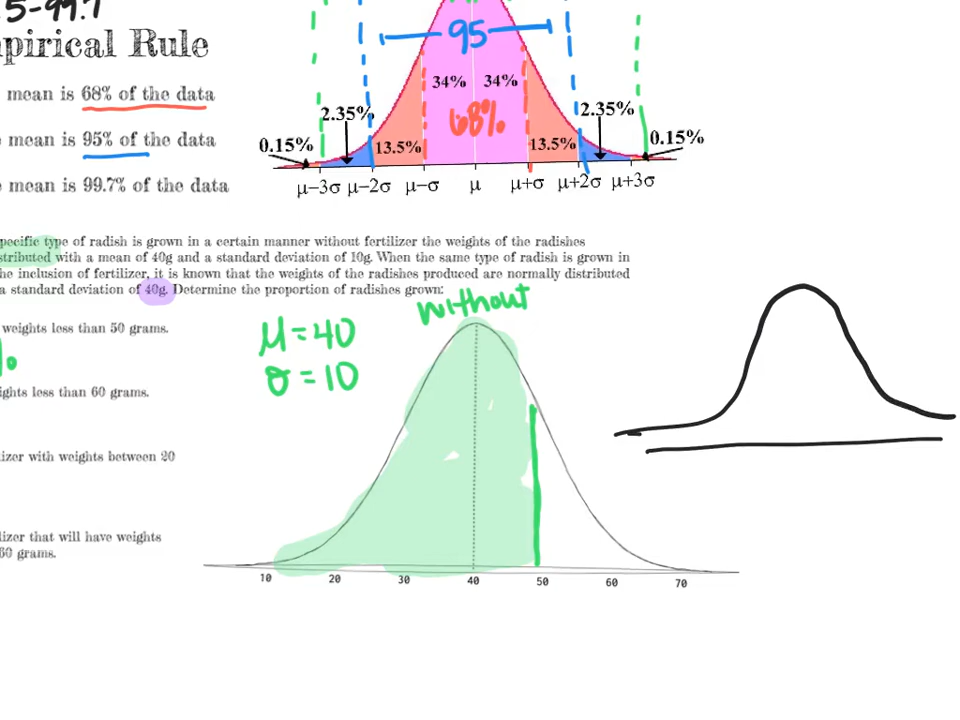 5-99.7
pirical Rule
mean is 68% of the data
mean is 95% of the data
mean is 99.7% of the data
95
34% 34%
68%
2.35% 2.35%
0.15% 13.5% 13.5% 0.15%
μ−3σ μ−2σ μ−σ μ μ+σ μ+2σ μ+3σ
pecific type of radish is grown in a certain manner without fertilizer the weights of the radishes
stributed with a mean of 40g and a standard deviation of 10g. When the same type of radish is grown in
he inclusion of fertilizer, it is known that the weights of the radishes produced are normally distributed
a standard deviation of 40g. Determine the proportion of radishes grown:
weights less than 50 grams.
%
ights less than 60 grams.
izer with weights between 20
lizer that will have weights
60 grams.
without
μ=40
σ=10
10 20 30 40 50 60 70